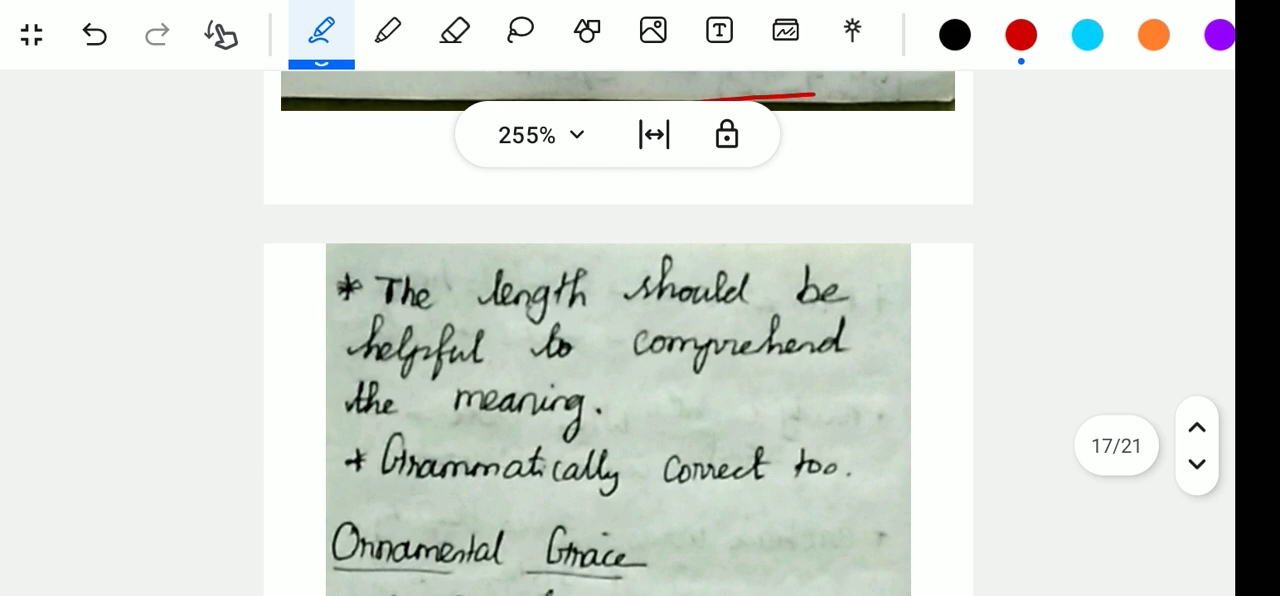 255%
* The length should be
helpful to comprehend
the meaning.
* Grammatically correct too.
17/21
Ornamental Grace